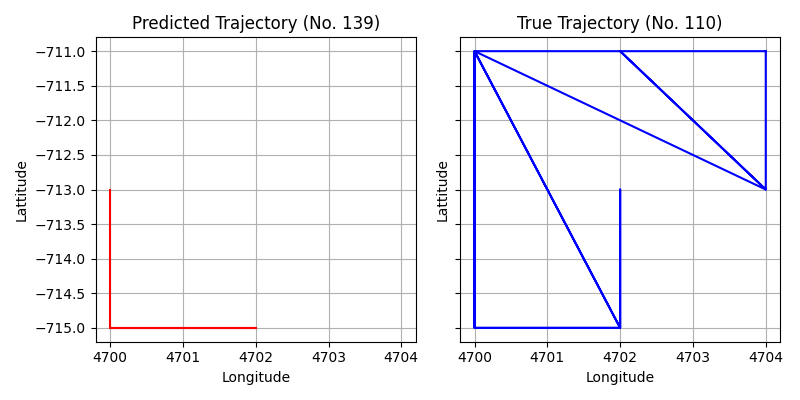 Predicted Trajectory (No. 139)
True Trajectory (No. 110)
−711.0
−711.5
−712.0
−712.5
−713.0
−713.5
−714.0
−714.5
−715.0
Lattitude
Lattitude
4700 4701 4702 4703 4704
4700 4701 4702 4703 4704
Longitude
Longitude